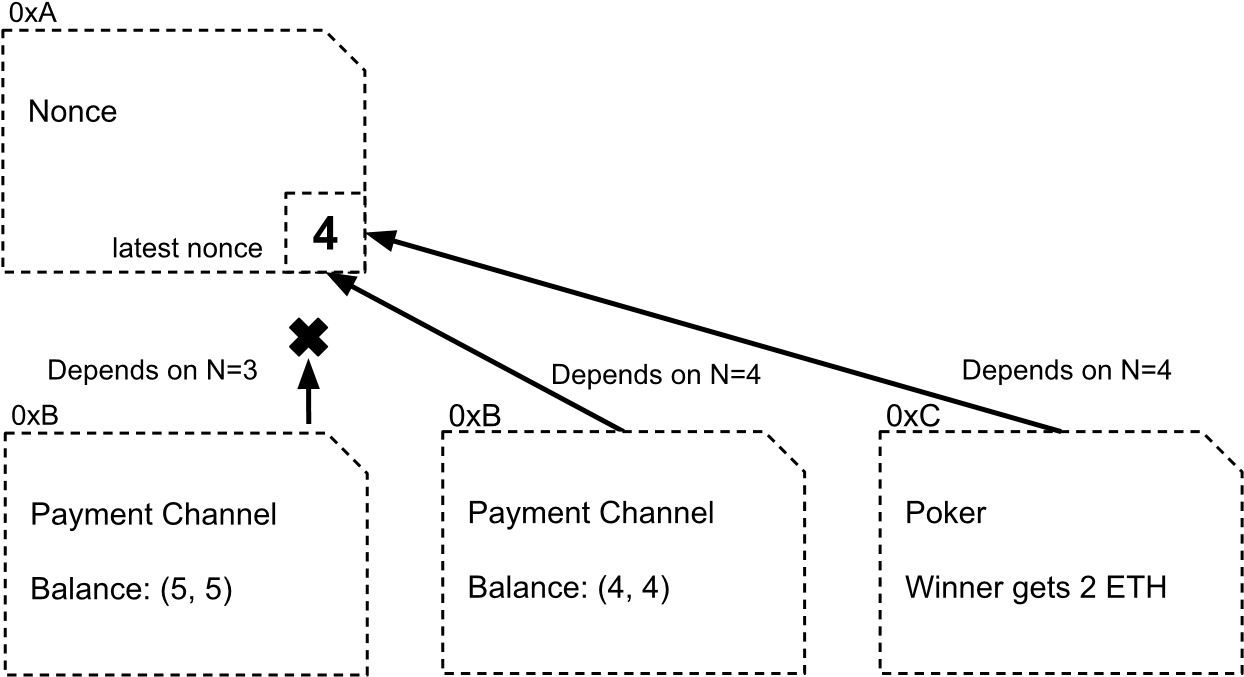 0xA
Nonce
latest nonce
4
Depends on N=3
Depends on N=4
Depends on N=4
0xB
0xB
0xC
Payment Channel
Balance: (5, 5)
Payment Channel
Balance: (4, 4)
Poker
Winner gets 2 ETH